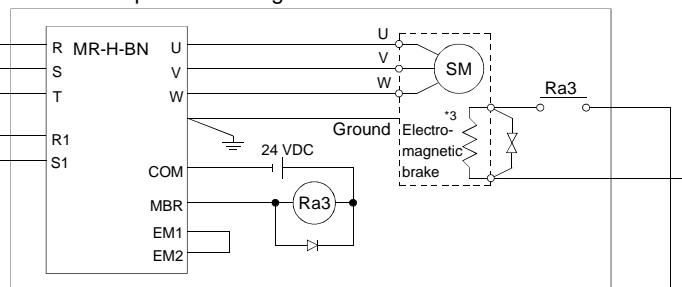 R MR-H-BN U
S V
T W
R1
S1
COM
MBR
EM1
EM2
U
V
W
SM
Ground
*3
Electro-
magnetic
brake
24 VDC
Ra3
Ra3